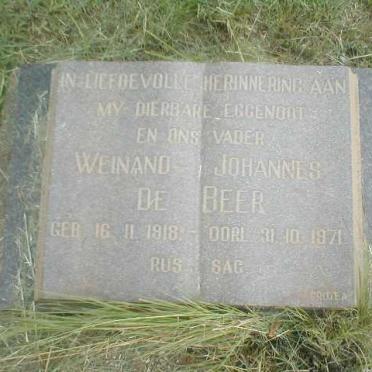 IN LIEFDEVOLLE HERINNERING AAN
MY DIERBARE EGGENOOT
EN ONS VADER
WEINAND JOHANNES
DE BEER
GEB. 16. 11. 1918. - OORL. 31. 10. 1971.
RUS SAG